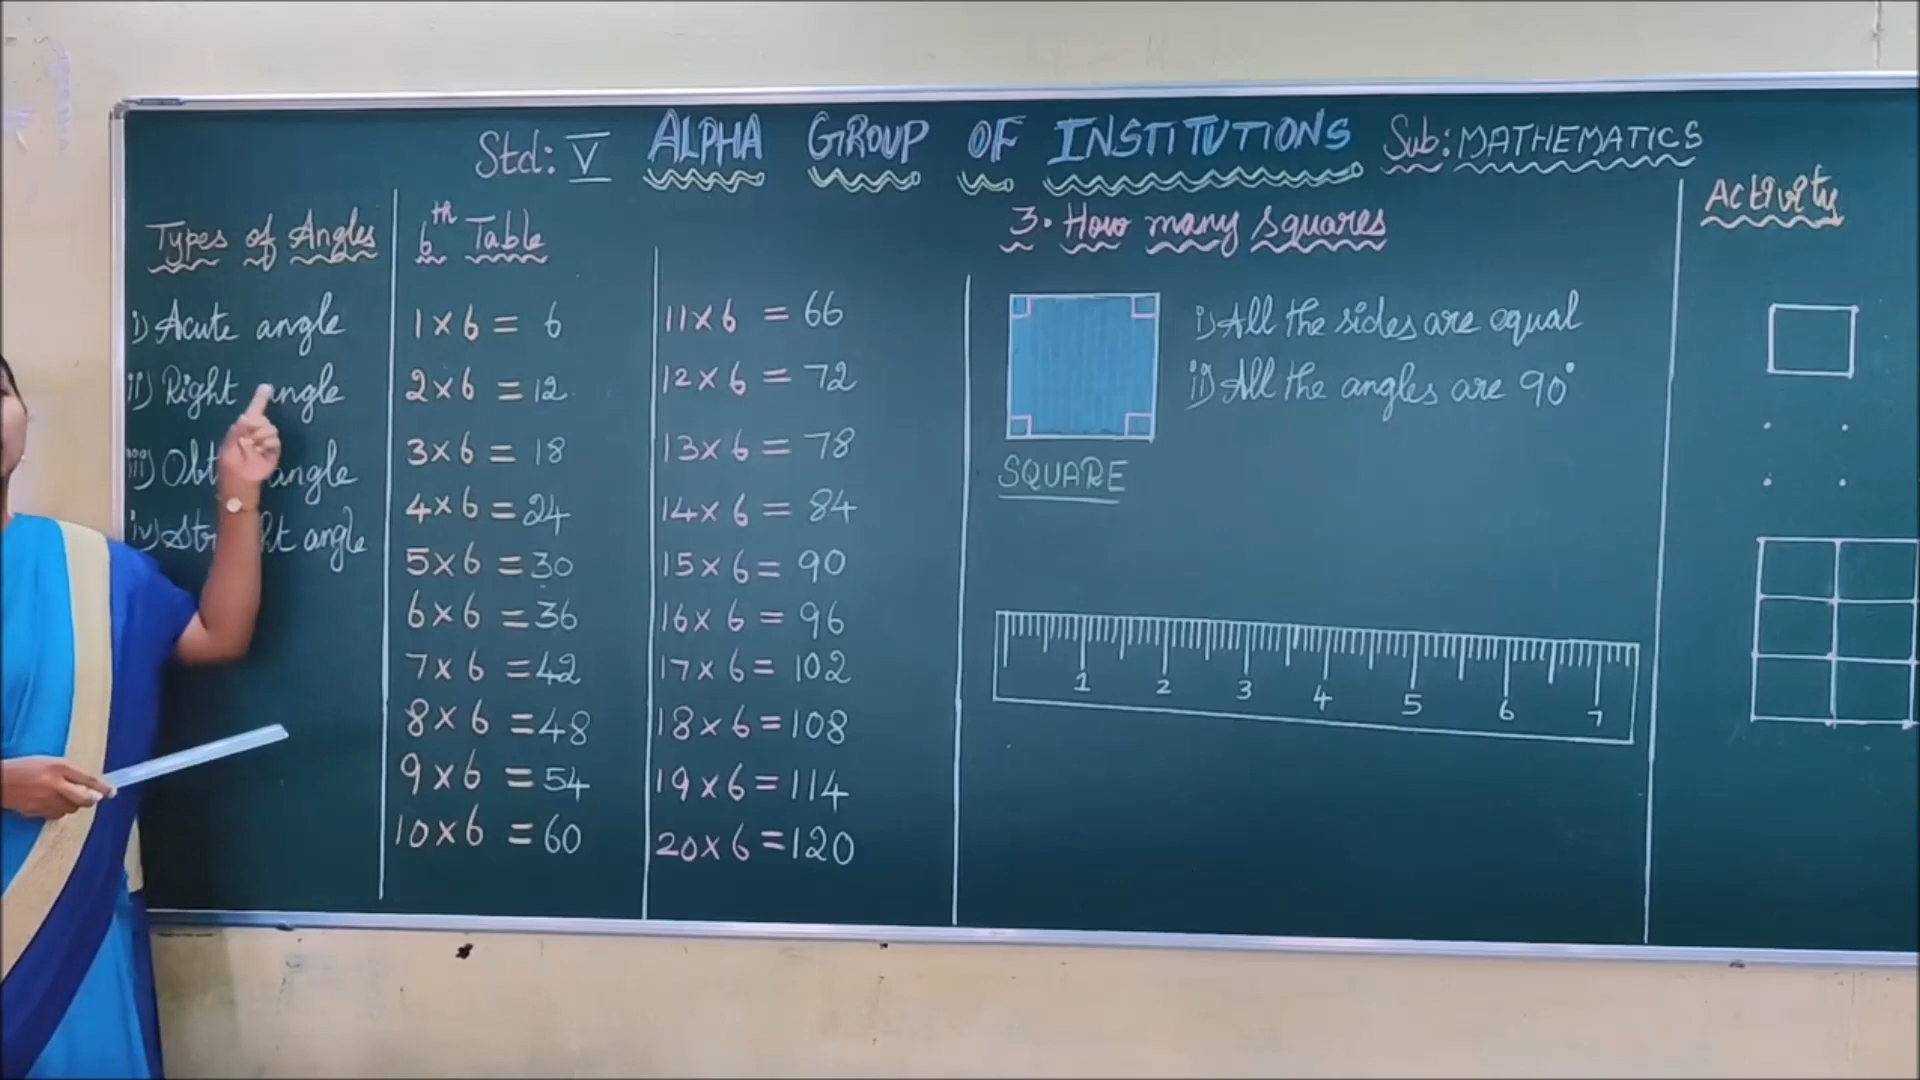 Std: V ALPHA GROUP OF INSTITUTIONS Sub: MATHEMATICS
Types of Angles
i) Acute angle
ii) Right angle
iii) angle
iv) angle
6th Table
1 x 6 = 6
2 x 6 = 12
3 x 6 = 18
4 x 6 = 24
5 x 6 = 30
6 x 6 = 36
7 x 6 = 42
8 x 6 = 48
9 x 6 = 54
10 x 6 = 60
11 x 6 = 66
12 x 6 = 72
13 x 6 = 78
14 x 6 = 84
15 x 6 = 90
16 x 6 = 96
17 x 6 = 102
18 x 6 = 108
19 x 6 = 114
20 x 6 = 120
3. How many squares
i) All the sides are equal
ii) All the angles are 90°
SQUARE
1 2 3 4 5 6 7
Activity